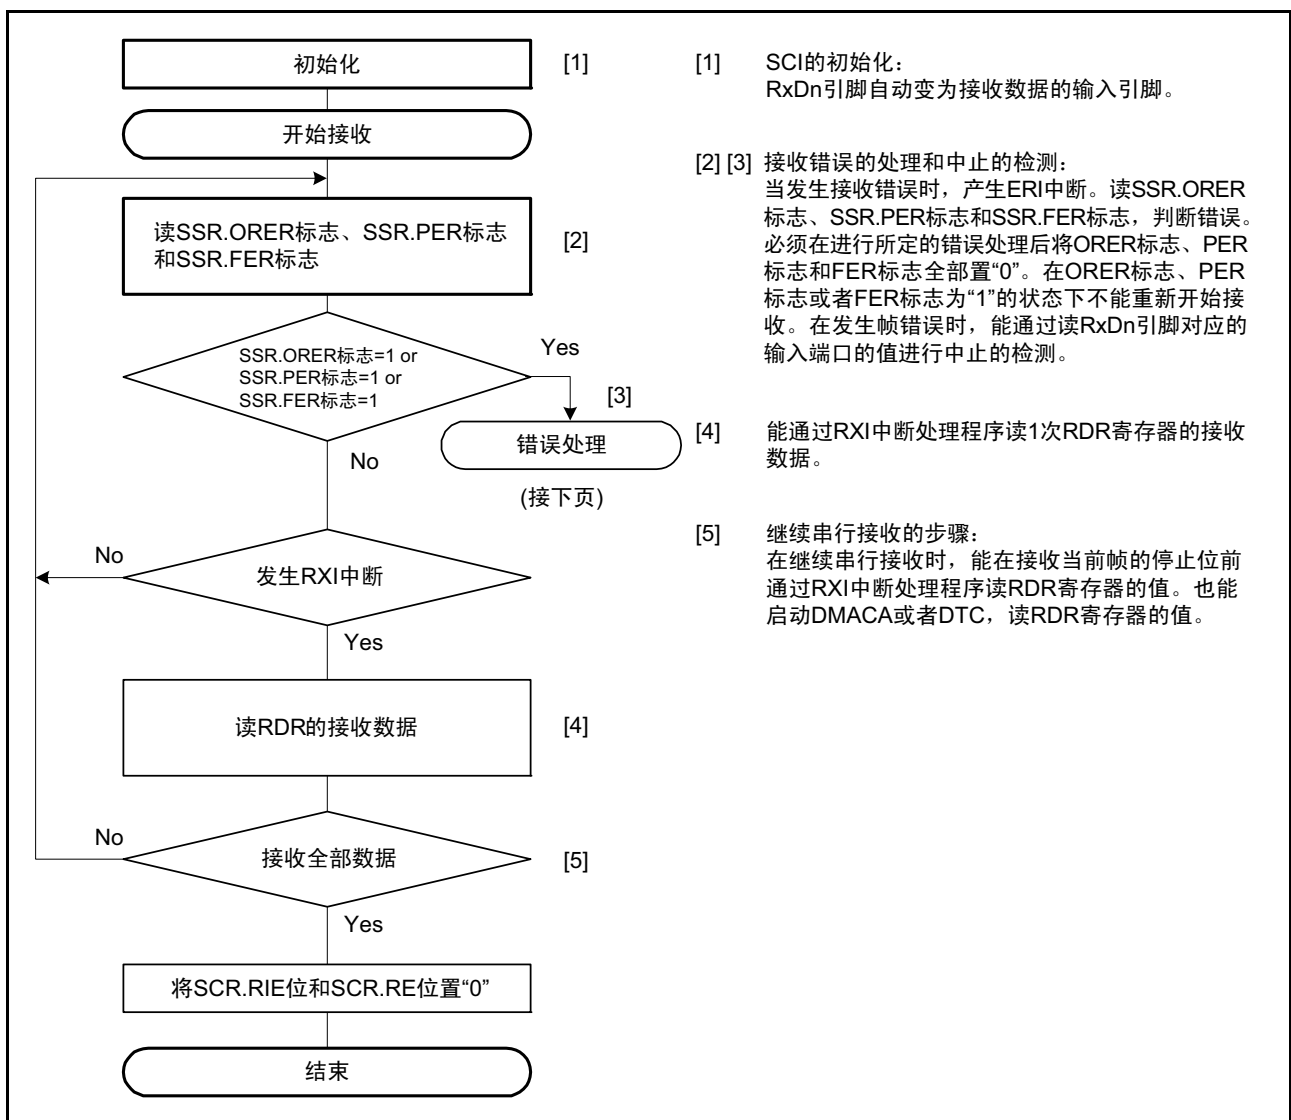 初始化
[1]
开始接收
读SSR.ORER标志、SSR.PER标志
和SSR.FER标志
[2]
SSR.ORER标志=1 or
SSR.PER标志=1 or
SSR.FER标志=1
Yes
[3]
错误处理
(接下页)
No
发生RXI中断
No
Yes
读RDR的接收数据
[4]
接收全部数据
[5]
No
Yes
将SCR.RIE位和SCR.RE位置“0”
结束
[1] SCI的初始化：
RxDn引脚自动变为接收数据的输入引脚。
[2] [3] 接收错误的处理和中止的检测：
当发生接收错误时，产生ERI中断。读SSR.ORER
标志、SSR.PER标志和SSR.FER标志，判断错误。
必须在进行所定的错误处理后将ORER标志、PER
标志和FER标志全部置“0”。在ORER标志、PER
标志或者FER标志为“1”的状态下不能重新开始接
收。在发生帧错误时，能通过读RxDn引脚对应的
输入端口的值进行中止的检测。
[4] 能通过RXI中断处理程序读1次RDR寄存器的接收
数据。
[5] 继续串行接收的步骤：
在继续串行接收时，能在接收当前帧的停止位前
通过RXI中断处理程序读RDR寄存器的值。也能
启动DMACA或者DTC，读RDR寄存器的值。